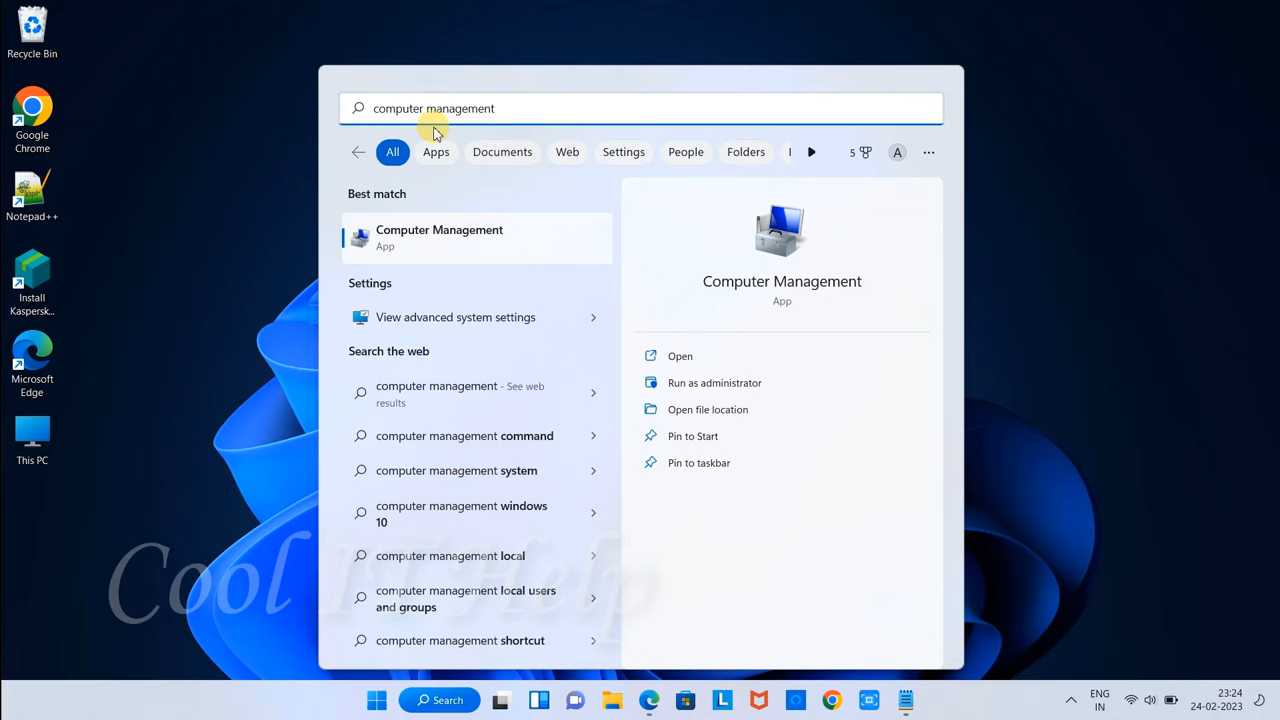 Recycle Bin
Google
Chrome
Notepad++
Install
Kaspersk...
Microsoft
Edge
This PC
computer management
All Apps Documents Web Settings People Folders 5 A ...
Best match
Computer Management
App
Settings
View advanced system settings
Search the web
computer management - See web
results
computer management command
computer management system
computer management windows
10
computer management local
computer management local users
and groups
computer management shortcut
Computer Management
App
Open
Run as administrator
Open file location
Pin to Start
Pin to taskbar
Cool IT Help
Search
L
ENG
IN
23:24
24-02-2023